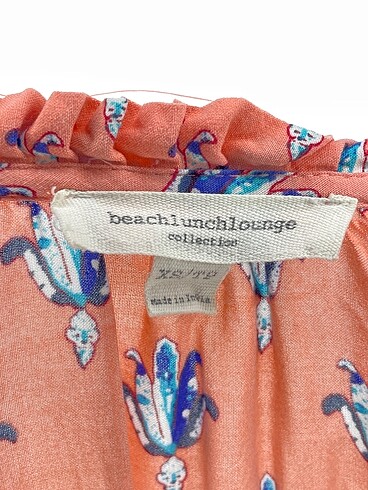 beachlunchlounge
collection
XS/TP
Made in India